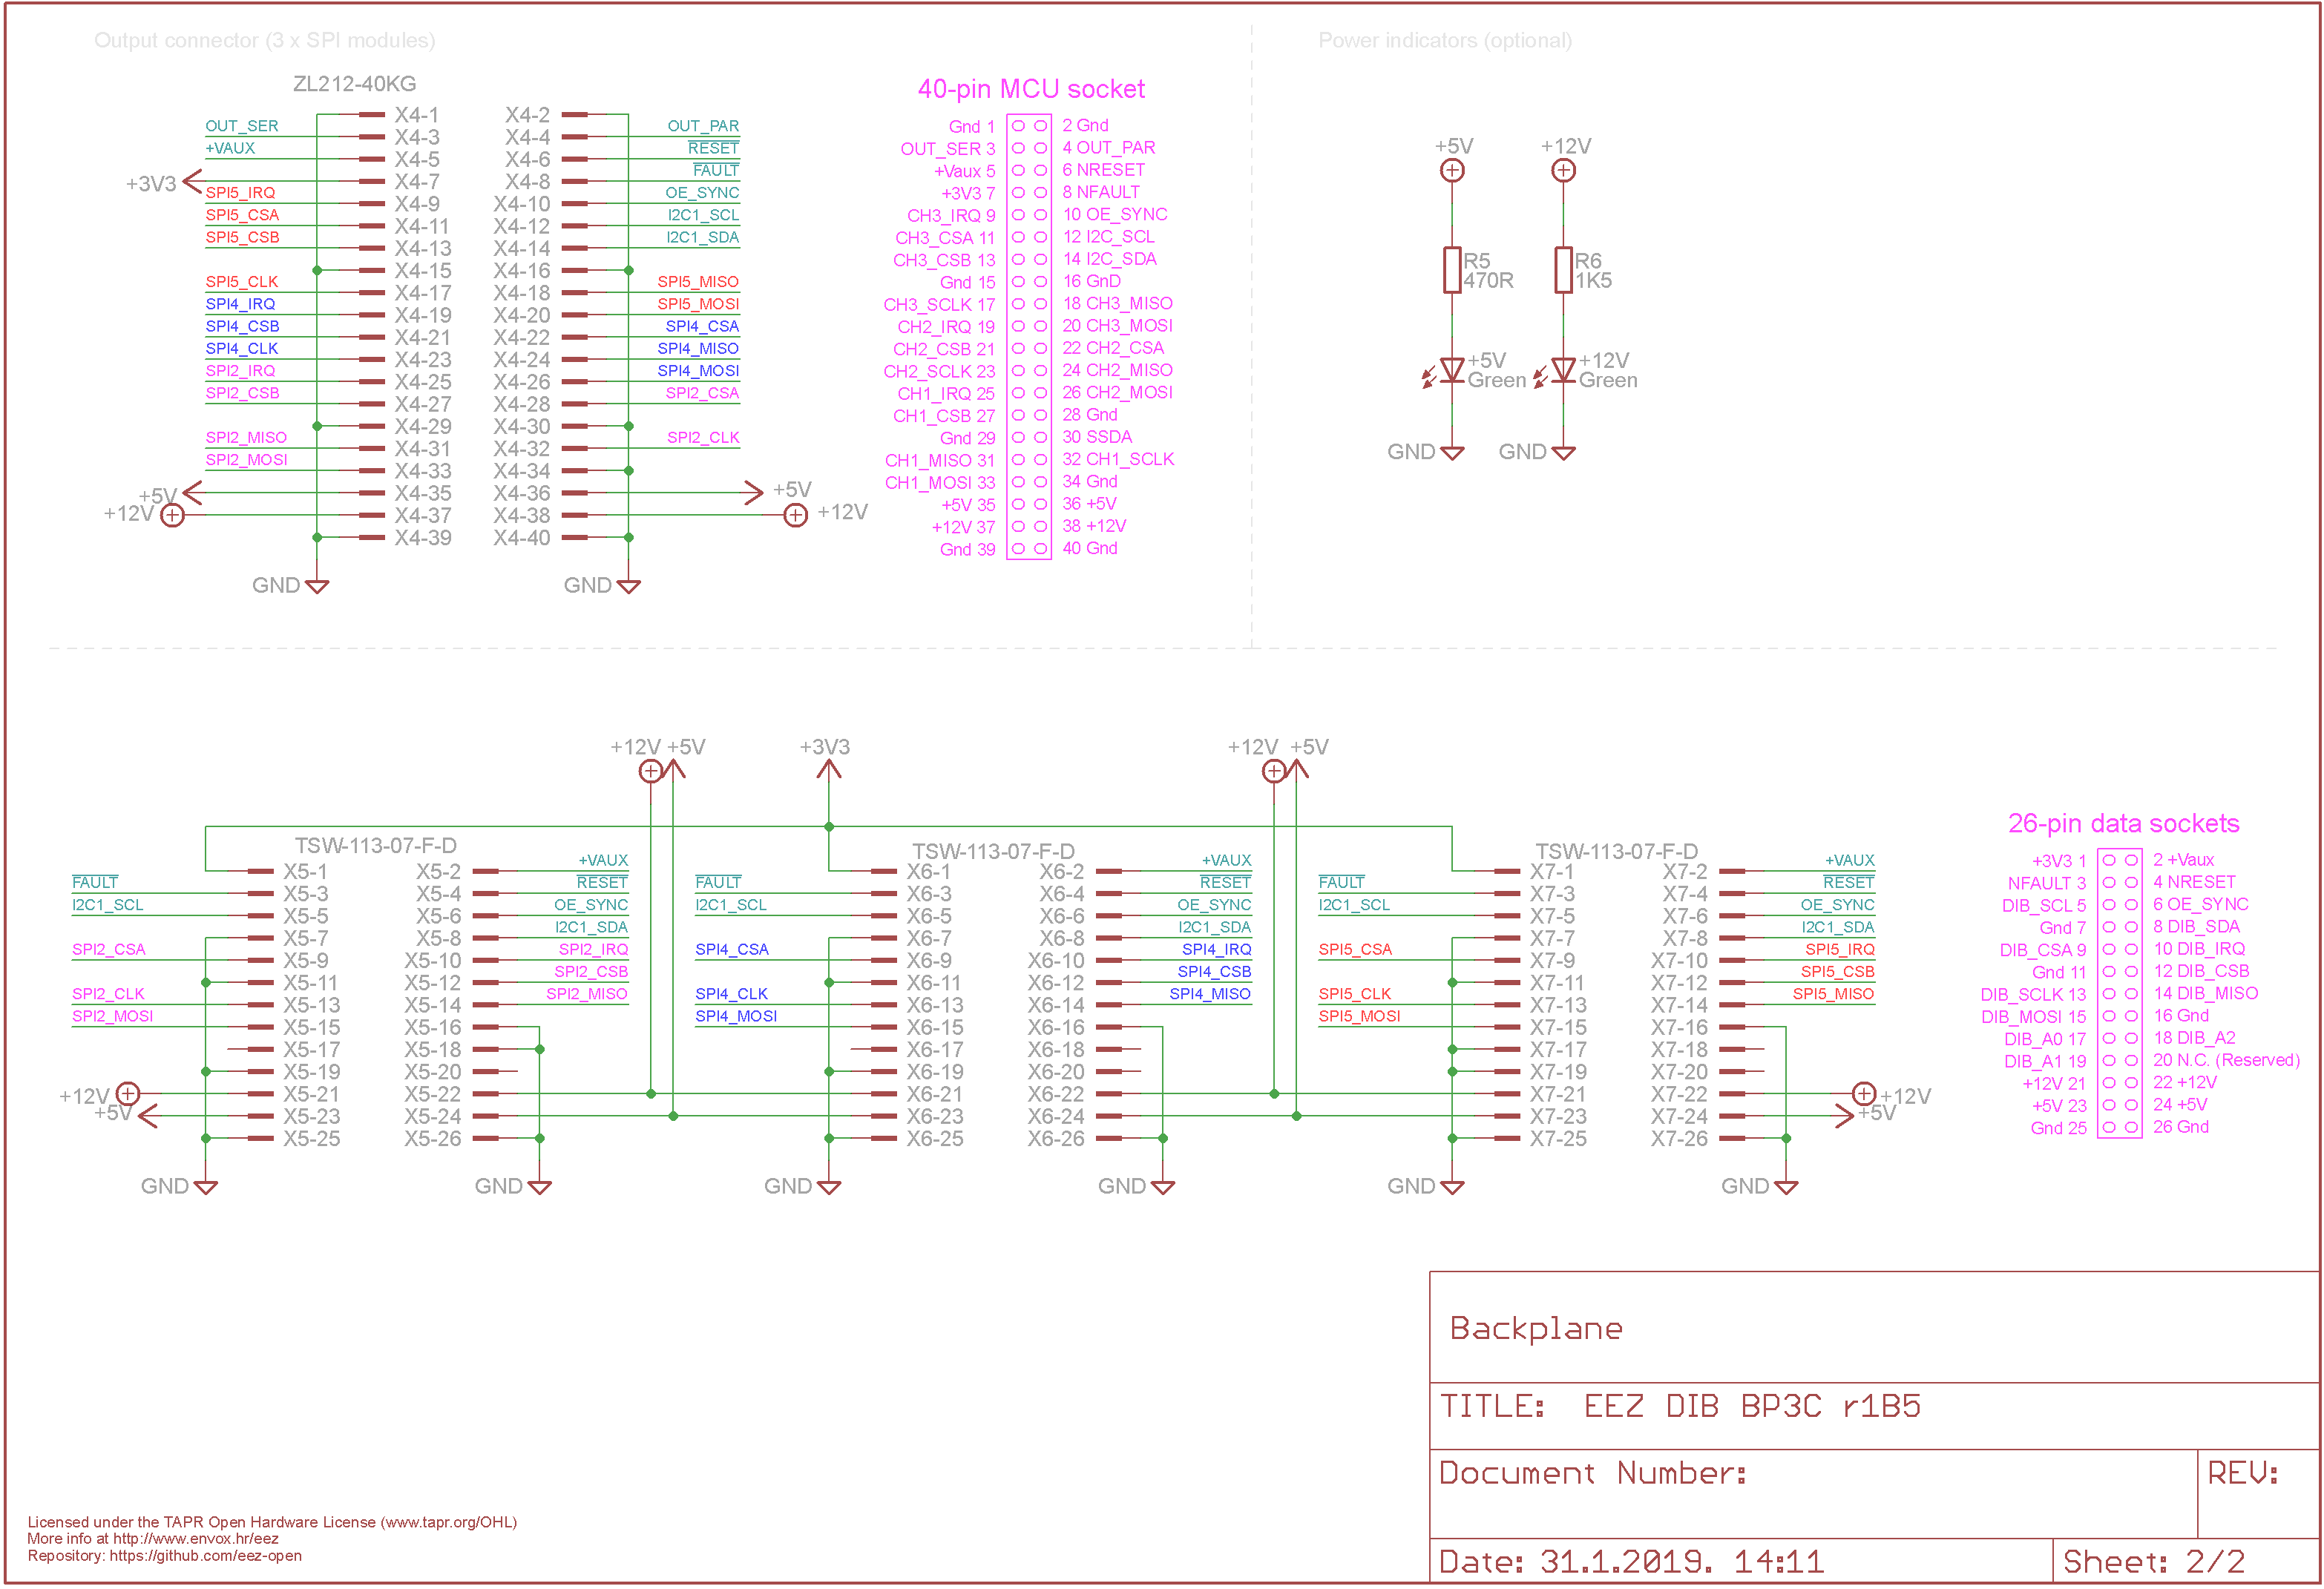 Output connector (3 x SPI modules)
Power indicators (optional)
ZL212-40KG
X4-1 X4-2
OUT_SER X4-3 X4-4 OUT_PAR
+VAUX X4-5 X4-6 RESET
+3V3 X4-7 X4-8 FAULT
SPI5_IRQ X4-9 X4-10 OE_SYNC
SPI5_CSA X4-11 X4-12 I2C1_SCL
SPI5_CSB X4-13 X4-14 I2C1_SDA
X4-15 X4-16
SPI5_CLK X4-17 X4-18 SPI5_MISO
SPI4_IRQ X4-19 X4-20 SPI5_MOSI
SPI4_CSB X4-21 X4-22 SPI4_CSA
SPI4_CLK X4-23 X4-24 SPI4_MISO
SPI2_IRQ X4-25 X4-26 SPI4_MOSI
SPI2_CSB X4-27 X4-28 SPI2_CSA
X4-29 X4-30
SPI2_MISO X4-31 X4-32 SPI2_CLK
SPI2_MOSI X4-33 X4-34
+5V X4-35 X4-36 +5V
+12V X4-37 X4-38 +12V
X4-39 X4-40
GND GND
40-pin MCU socket
Gnd 1 2 Gnd
OUT_SER 3 4 OUT_PAR
+Vaux 5 6 NRESET
+3V3 7 8 NFAULT
CH3_IRQ 9 10 OE_SYNC
CH3_CSA 11 12 I2C_SCL
CH3_CSB 13 14 I2C_SDA
Gnd 15 16 GnD
CH3_SCLK 17 18 CH3_MISO
CH2_IRQ 19 20 CH3_MOSI
CH2_CSB 21 22 CH2_CSA
CH2_SCLK 23 24 CH2_MISO
CH1_IRQ 25 26 CH2_MOSI
CH1_CSB 27 28 Gnd
Gnd 29 30 SSDA
CH1_MISO 31 32 CH1_SCLK
CH1_MOSI 33 34 Gnd
+5V 35 36 +5V
+12V 37 38 +12V
Gnd 39 40 Gnd
+5V +12V
R5 R6
470R 1K5
+5V +12V
Green Green
GND GND
+12V +5V +3V3 +12V +5V
TSW-113-07-F-D
X5-1 X5-2 +VAUX
FAULT X5-3 X5-4 RESET
I2C1_SCL X5-5 X5-6 OE_SYNC
X5-7 X5-8 I2C1_SDA
SPI2_CSA X5-9 X5-10 SPI2_IRQ
X5-11 X5-12 SPI2_CSB
SPI2_CLK X5-13 X5-14 SPI2_MISO
SPI2_MOSI X5-15 X5-16
X5-17 X5-18
X5-19 X5-20
+12V X5-21 X5-22
+5V X5-23 X5-24
X5-25 X5-26
GND GND
TSW-113-07-F-D
X6-1 X6-2 +VAUX
FAULT X6-3 X6-4 RESET
I2C1_SCL X6-5 X6-6 OE_SYNC
X6-7 X6-8 I2C1_SDA
SPI4_CSA X6-9 X6-10 SPI4_IRQ
X6-11 X6-12 SPI4_CSB
SPI4_CLK X6-13 X6-14 SPI4_MISO
SPI4_MOSI X6-15 X6-16
X6-17 X6-18
X6-19 X6-20
X6-21 X6-22
X6-23 X6-24
X6-25 X6-26
GND GND
TSW-113-07-F-D
X7-1 X7-2 +VAUX
FAULT X7-3 X7-4 RESET
I2C1_SCL X7-5 X7-6 OE_SYNC
X7-7 X7-8 I2C1_SDA
SPI5_CSA X7-9 X7-10 SPI5_IRQ
X7-11 X7-12 SPI5_CSB
SPI5_CLK X7-13 X7-14 SPI5_MISO
SPI5_MOSI X7-15 X7-16
X7-17 X7-18
X7-19 X7-20
X7-21 X7-22 +12V
X7-23 X7-24 +5V
X7-25 X7-26
GND GND
26-pin data sockets
+3V3 1 2 +Vaux
NFAULT 3 4 NRESET
DIB_SCL 5 6 OE_SYNC
Gnd 7 8 DIB_SDA
DIB_CSA 9 10 DIB_IRQ
Gnd 11 12 DIB_CSB
DIB_SCLK 13 14 DIB_MISO
DIB_MOSI 15 16 Gnd
DIB_A0 17 18 DIB_A2
DIB_A1 19 20 N.C. (Reserved)
+12V 21 22 +12V
+5V 23 24 +5V
Gnd 25 26 Gnd
Backplane
TITLE: EEZ DIB BP3C r1B5
Document Number: REV:
Date: 31.1.2019. 14:11 Sheet: 2/2
Licensed under the TAPR Open Hardware License (www.tapr.org/OHL)
More info at http://www.envox.hr/eez
Repository: https://github.com/eez-open